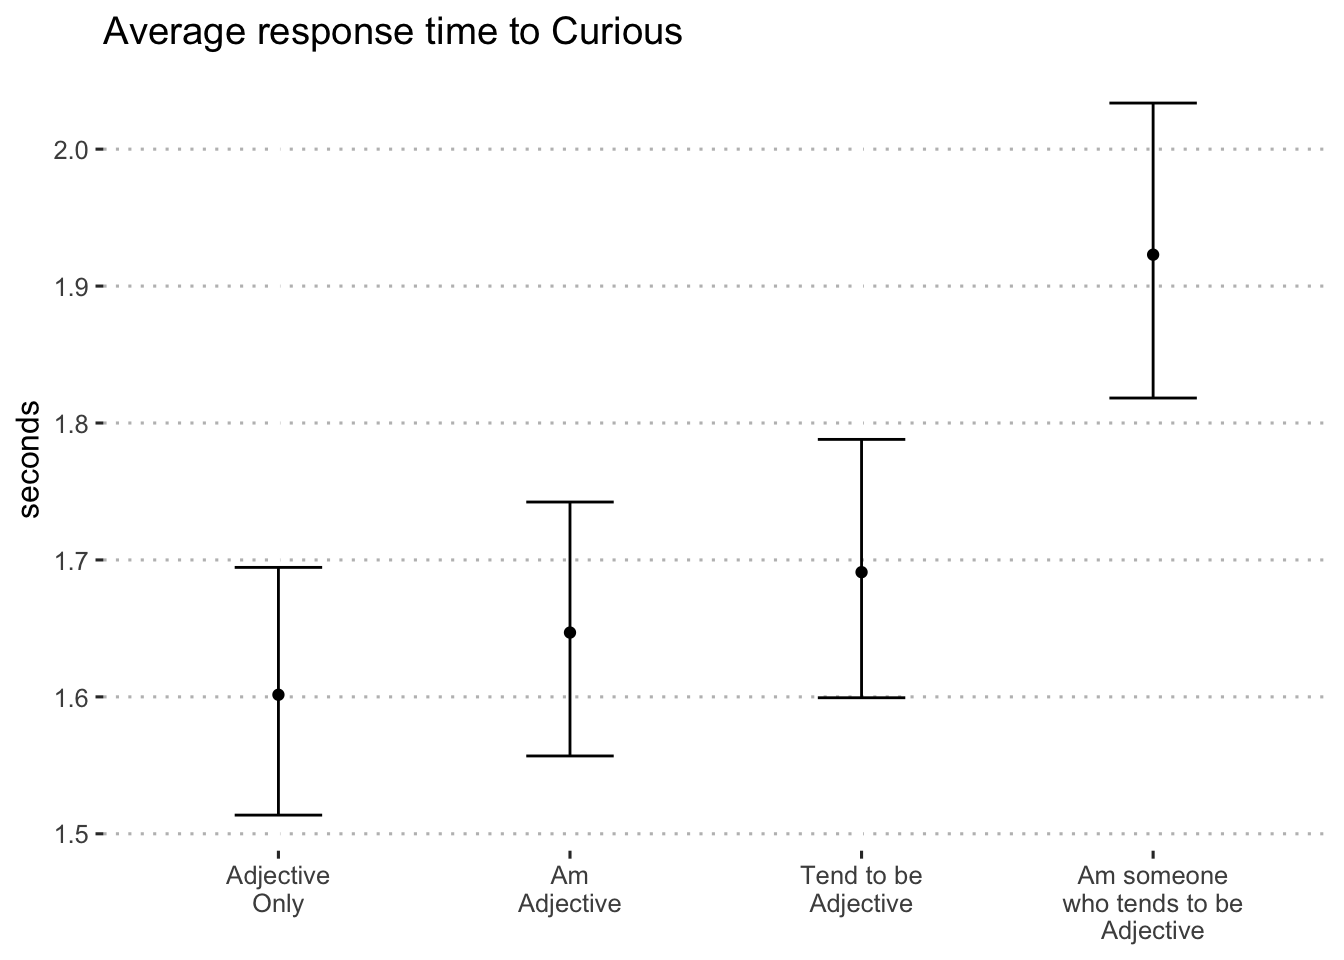 Average response time to Curious
seconds
2.0
1.9
1.8
1.7
1.6
1.5
Adjective
Only
Am
Adjective
Tend to be
Adjective
Am someone
who tends to be
Adjective